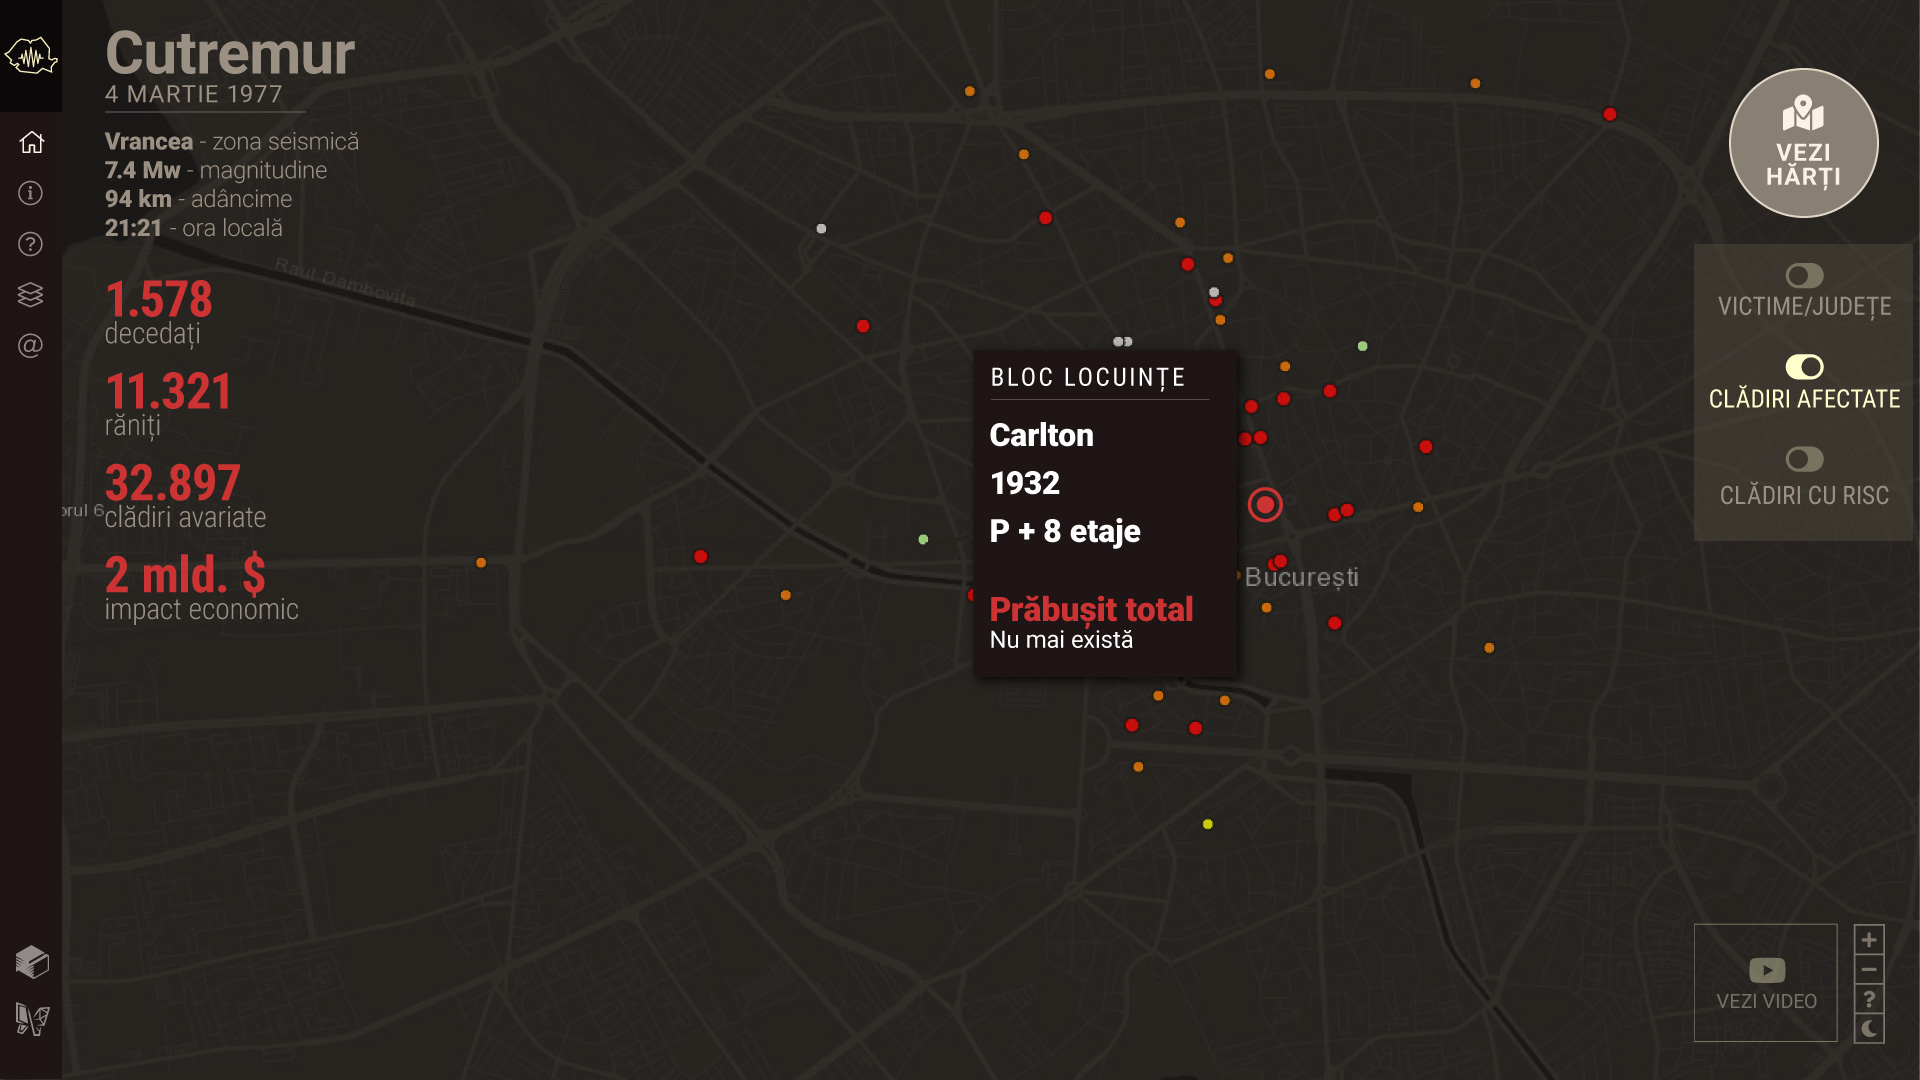 Cutremur
4 MARTIE 1977
Vrancea - zona seismică
7.4 Mw - magnitudine
94 km - adâncime
21:21 - ora locală
1.578
decedați
11.321
răniți
32.897
clădiri avariate
2 mld. $
impact economic
Raul Dambovita
orul 6
BLOC LOCUINȚE
Carlton
1932
P + 8 etaje
Prăbușit total
Nu mai există
București
VEZI
HĂRȚI
VICTIME/JUDEȚE
CLĂDIRI AFECTATE
CLĂDIRI CU RISC
VEZI VIDEO
+
−
?